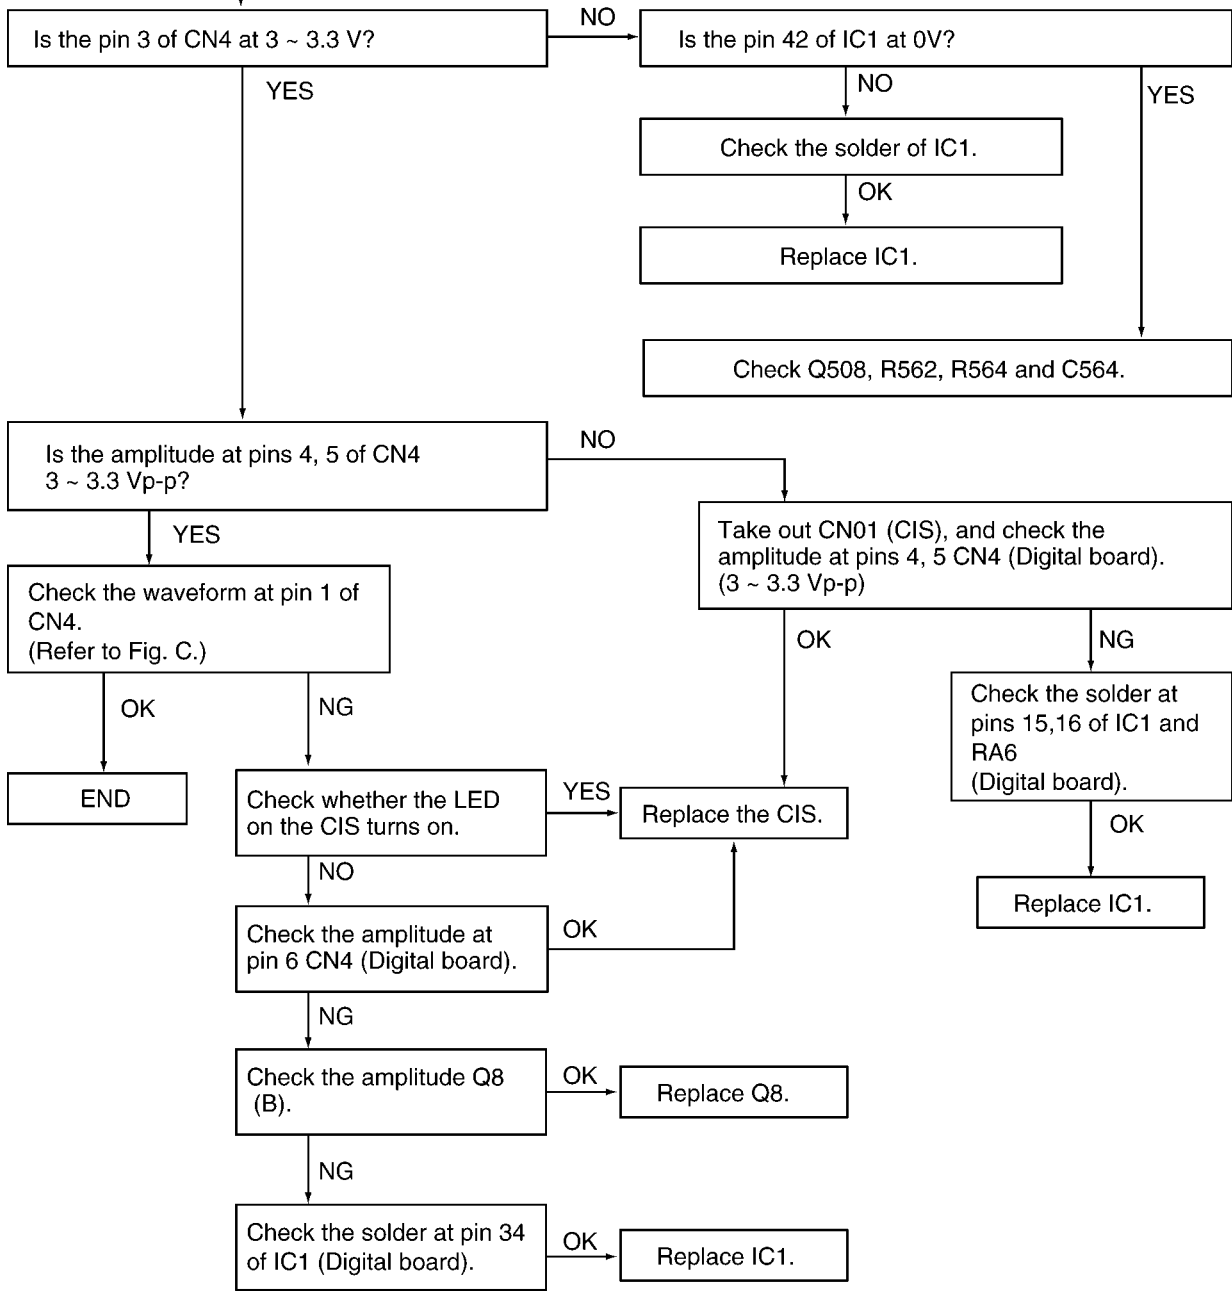 Is the pin 3 of CN4 at 3 ~ 3.3 V?
NO
Is the pin 42 of IC1 at 0V?
YES
NO
YES
Check the solder of IC1.
OK
Replace IC1.
Check Q508, R562, R564 and C564.
Is the amplitude at pins 4, 5 of CN4
3 ~ 3.3 Vp-p?
NO
YES
Take out CN01 (CIS), and check the
amplitude at pins 4, 5 CN4 (Digital board).
(3 ~ 3.3 Vp-p)
Check the waveform at pin 1 of
CN4.
(Refer to Fig. C.)
OK
NG
OK
NG
Check the solder at
pins 15,16 of IC1 and
RA6
(Digital board).
END
Check whether the LED
on the CIS turns on.
YES
Replace the CIS.
OK
NO
Replace IC1.
Check the amplitude at
pin 6 CN4 (Digital board).
OK
NG
Check the amplitude Q8
(B).
OK
Replace Q8.
NG
Check the solder at pin 34
of IC1 (Digital board).
OK
Replace IC1.